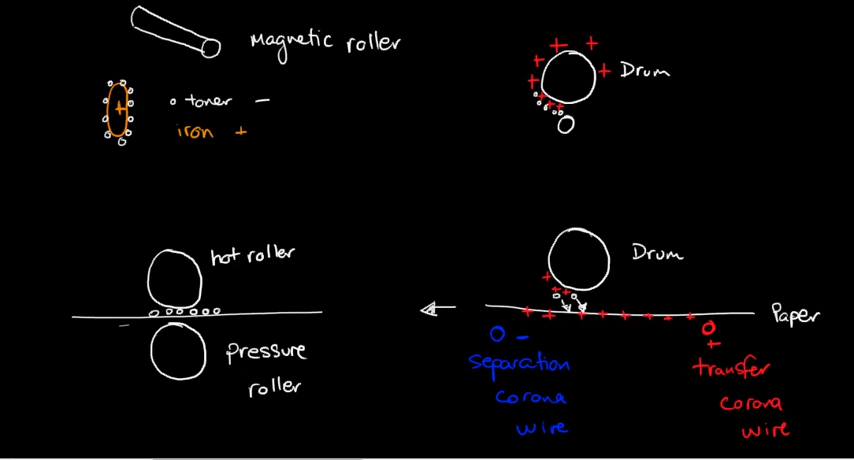 Magnetic roller
Drum
toner −
iron +
hot roller
Drum
Paper
pressure
roller
−
separation
corona
wire
+
transfer
corona
wire